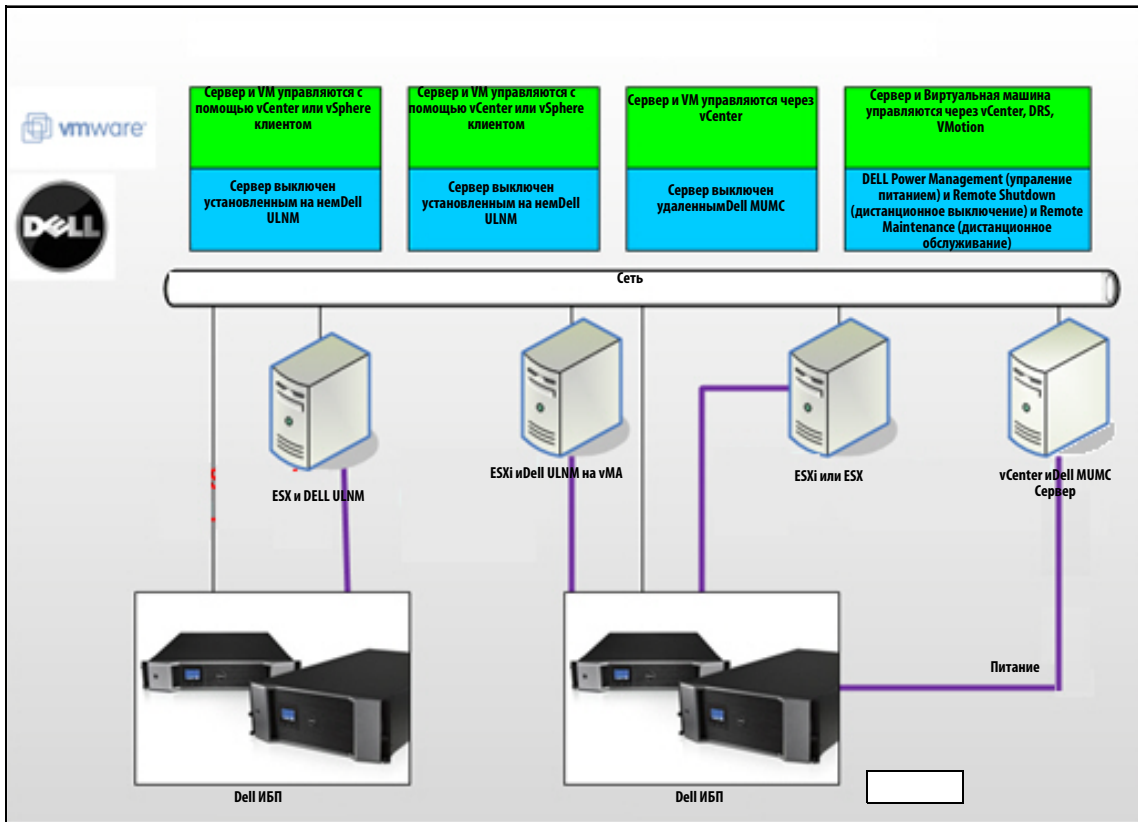 Сервер и VM управляются с
помощью vCenter или vSphere
клиентом
Сервер и VM управляются с
помощью vCenter или vSphere
клиентом
Сервер и VM управляются через
vCenter
Сервер и Виртуальная машина
управляются через vCenter, DRS,
VMotion
vmware
DELL
Сервер выключен
установленным на немDell
ULNM
Сервер выключен
установленным на немDell
ULNM
Сервер выключен
удаленнымDell MUMC
DELL Power Management (упраление
питанием) и Remote Shutdown
(дистанционное выключение) и Remote
Maintenance (дистанционное
обслуживание)
Сеть
ESX и DELL ULNM
ESXi иDell ULNM на vMA
ESXi или ESX
vCenter иDell MUMC
Сервер
Питание
Dell ИБП
Dell ИБП